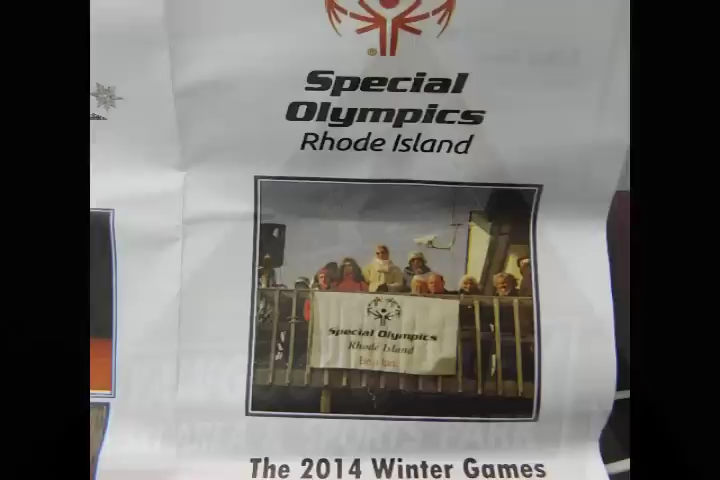 Special
Olympics
Rhode Island
Special Olympics
Rhode Island
The 2014 Winter Games